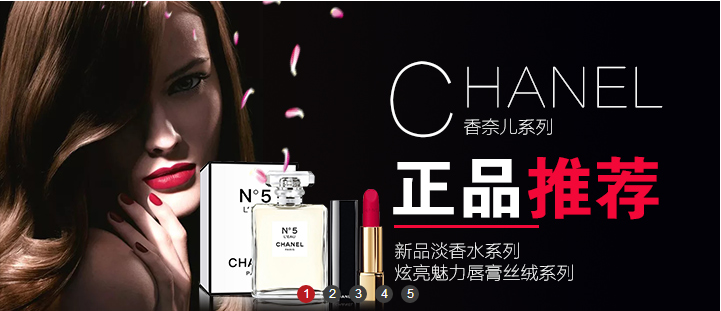 CHANEL
香奈儿系列
正品推荐
新品淡香水系列
炫亮魅力唇膏丝绒系列
N°5
L'EAU
CHA
P
N°5
L'EAU
CHANEL
PARIS
CHANEL
1 2 3 4 5